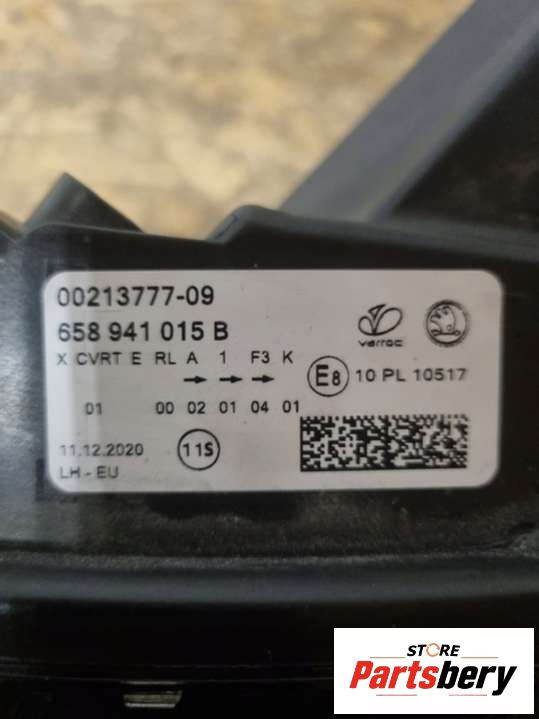 00213777-09
658 941 015 B
X CVRT E RL A 1 F3 K
01 00 02 01 04 01
varroc
E8 10 PL 10517
11.12.2020 11S
LH-EU
STORE
Partsbery